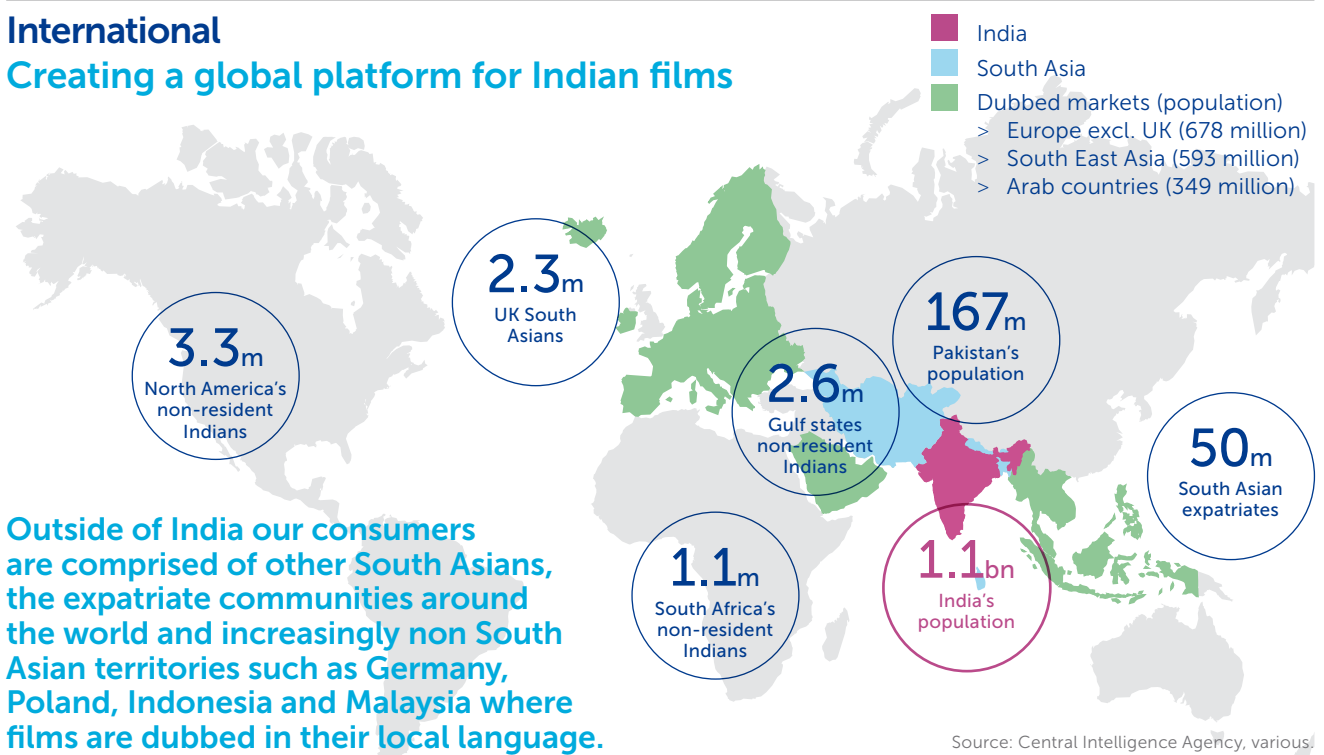 International
Creating a global platform for Indian films
India
South Asia
Dubbed markets (population)
> Europe excl. UK (678 million)
> South East Asia (593 million)
> Arab countries (349 million)
2.3m
UK South
Asians
167m
Pakistan's
population
3.3m
North America's
non-resident
Indians
2.6m
Gulf states
non-resident
Indians
50m
South Asian
expatriates
1.1m
South Africa's
non-resident
Indians
1.1bn
India's
population
Outside of India our consumers
are comprised of other South Asians,
the expatriate communities around
the world and increasingly non South
Asian territories such as Germany,
Poland, Indonesia and Malaysia where
films are dubbed in their local language.
Source: Central Intelligence Agency, various.